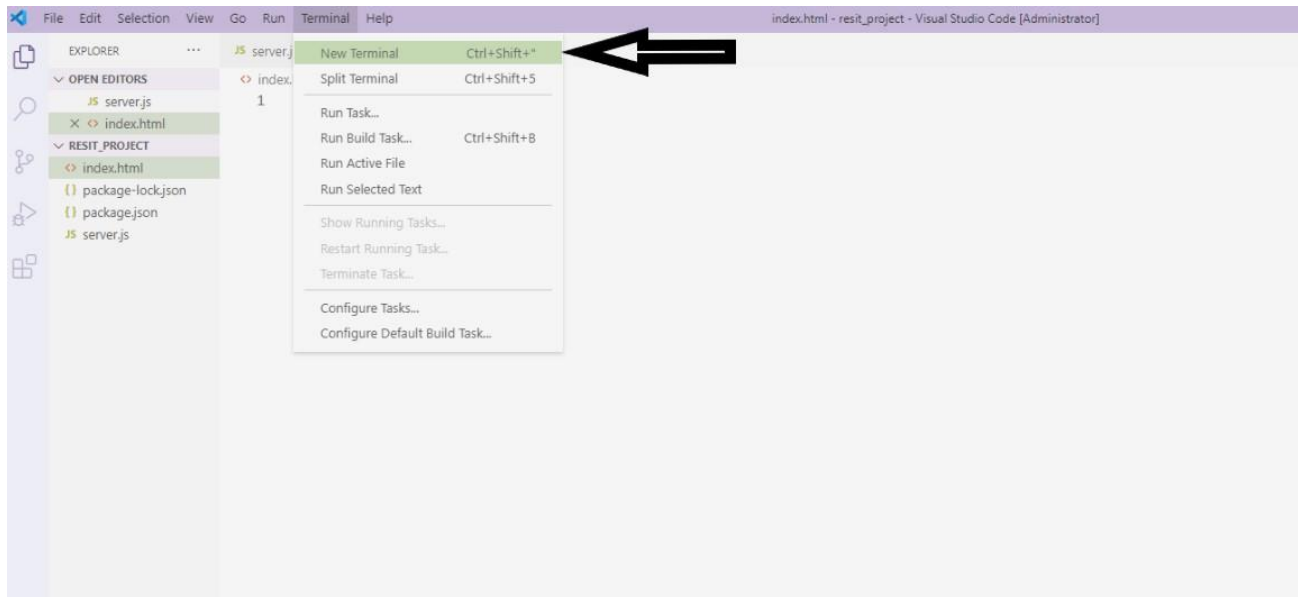 File Edit Selection View Go Run Terminal Help index.html - resit_project - Visual Studio Code [Administrator]
EXPLORER ... JS server.j
OPEN EDITORS
JS server.js
index.html
RESIT_PROJECT
index.html
package-lock.json
package.json
JS server.js
index.
1
New Terminal Ctrl+Shift+"
Split Terminal Ctrl+Shift+5
Run Task...
Run Build Task... Ctrl+Shift+B
Run Active File
Run Selected Text
Show Running Tasks...
Restart Running Task...
Terminate Task...
Configure Tasks...
Configure Default Build Task...